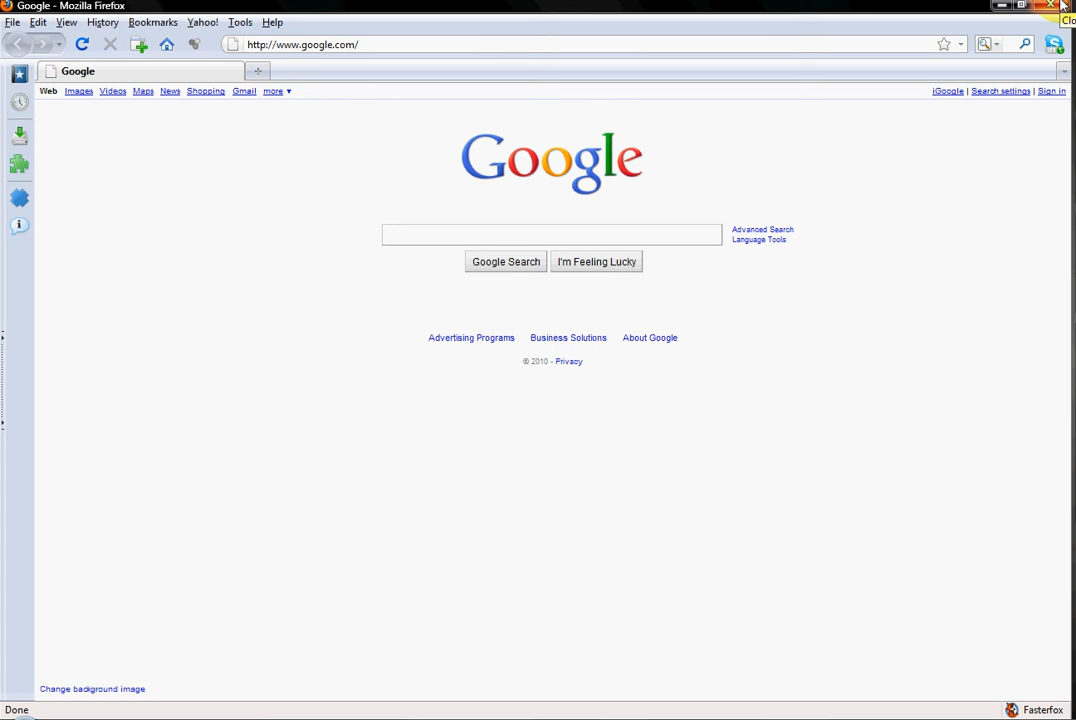 Google - Mozilla Firefox
Clo
File Edit View History Bookmarks Yahoo! Tools Help
http://www.google.com/
Google
Web Images Videos Maps News Shopping Gmail more ▼ iGoogle | Search settings | Sign in
Google
Advanced Search
Language Tools
Google Search I'm Feeling Lucky
Advertising Programs Business Solutions About Google
© 2010 - Privacy
Change background image
Done Fasterfox